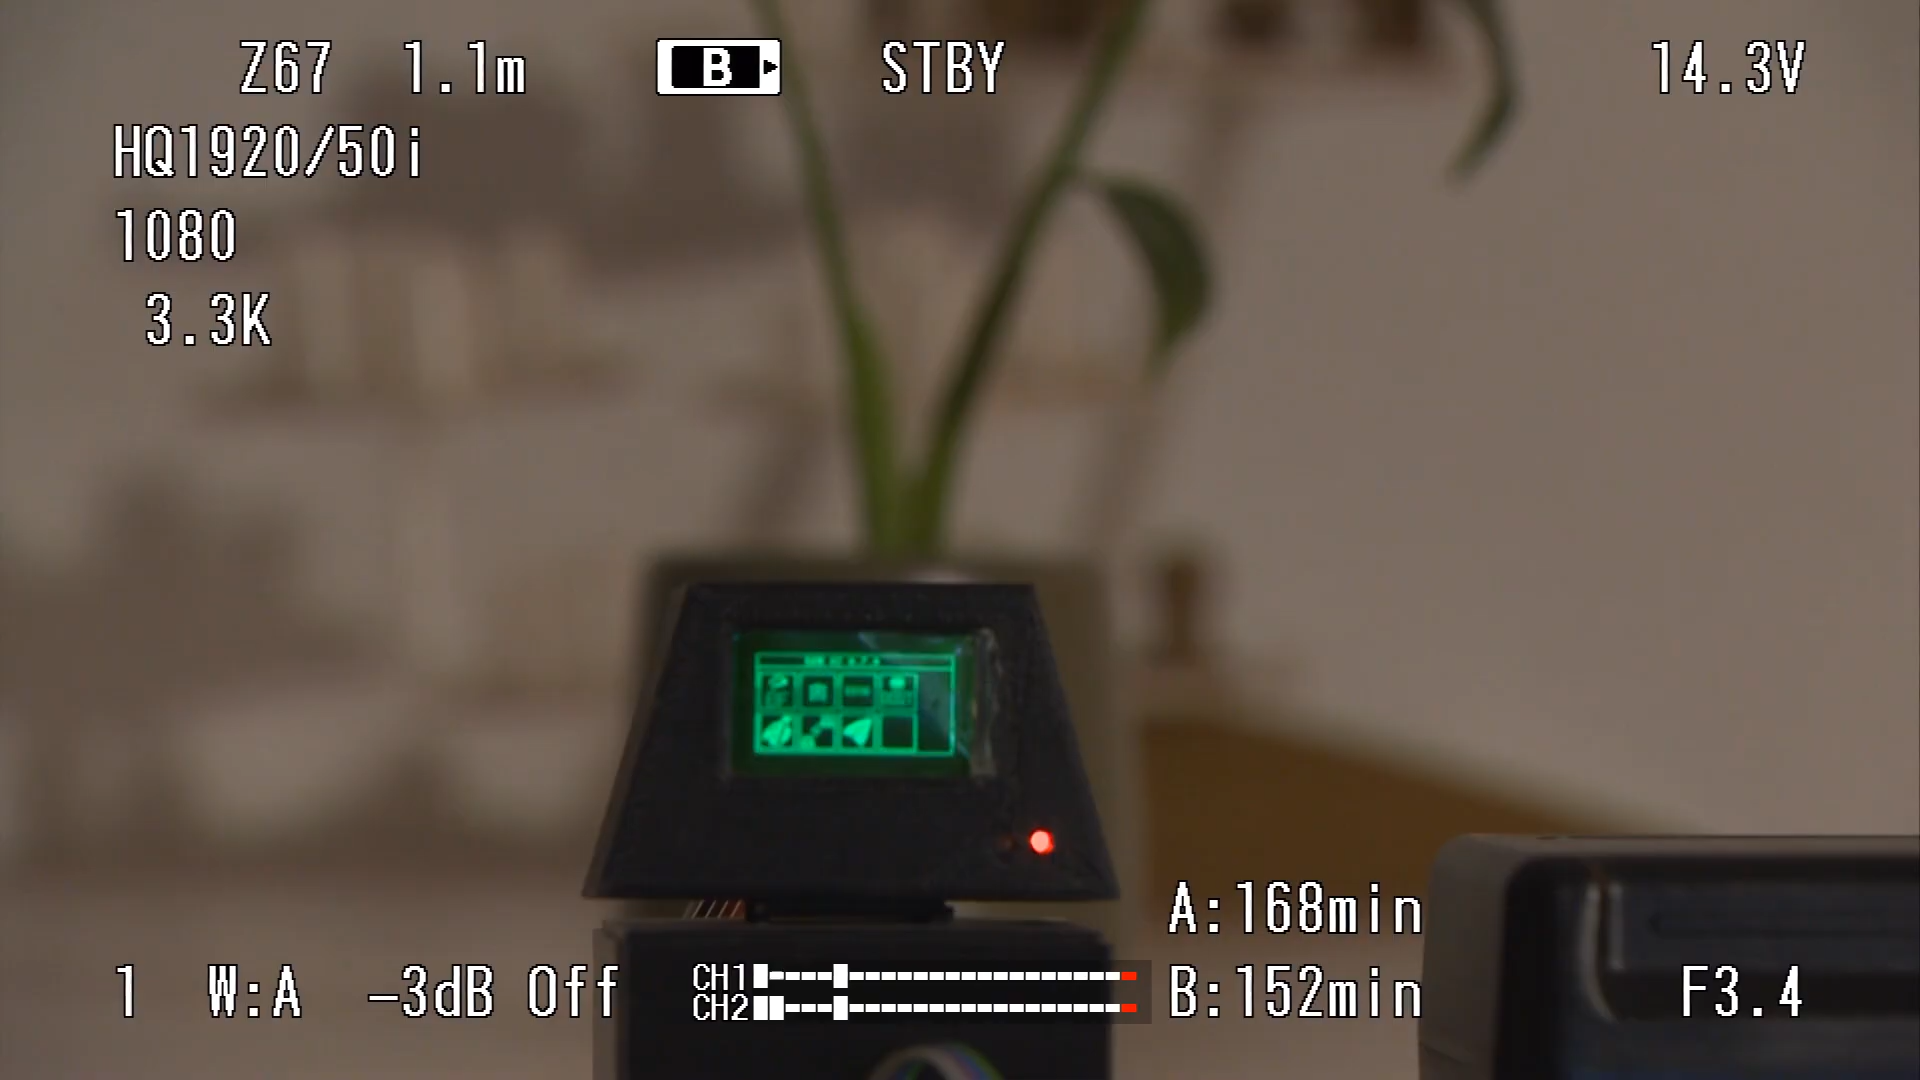 Z67 1.1m B STBY 14.3V
HQ1920/50i
1080
3.3K
A:168min
1 W:A -3dB Off CH1 B:152min F3.4
CH2